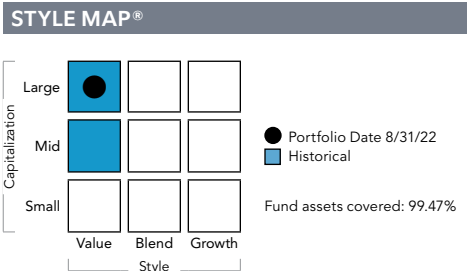 STYLE MAP®
Capitalization
Large
Mid
Small
Value Blend Growth
Style
Portfolio Date 8/31/22
Historical
Fund assets covered: 99.47%